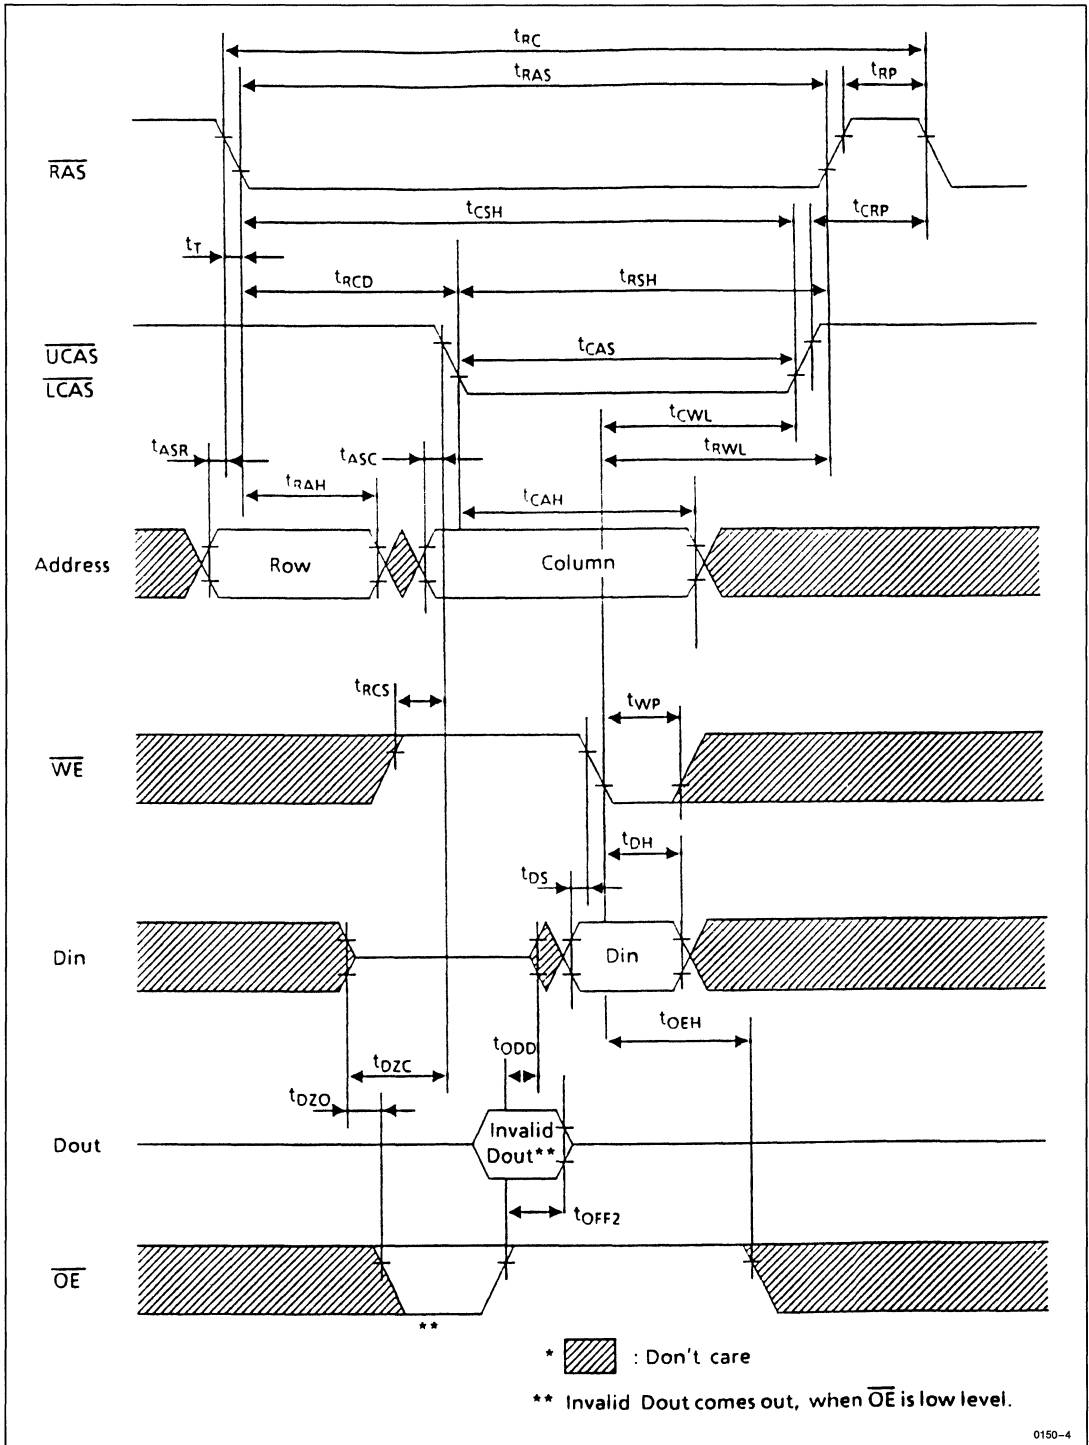 tRC
tRAS
tRP
RAS
tCSH
tCRP
tT
tRCD
tRSH
UCAS
LCAS
tCAS
tCWL
tRWL
tASR
tASC
tRAH
tCAH
Address
Row
Column
tRCS
tWP
WE
tDH
tDS
Din
Din
tOEH
tODD
tDZC
tDZO
Dout
Invalid
Dout**
tOFF2
OE
**
* : Don't care
** Invalid Dout comes out, when OE is low level.
0150-4